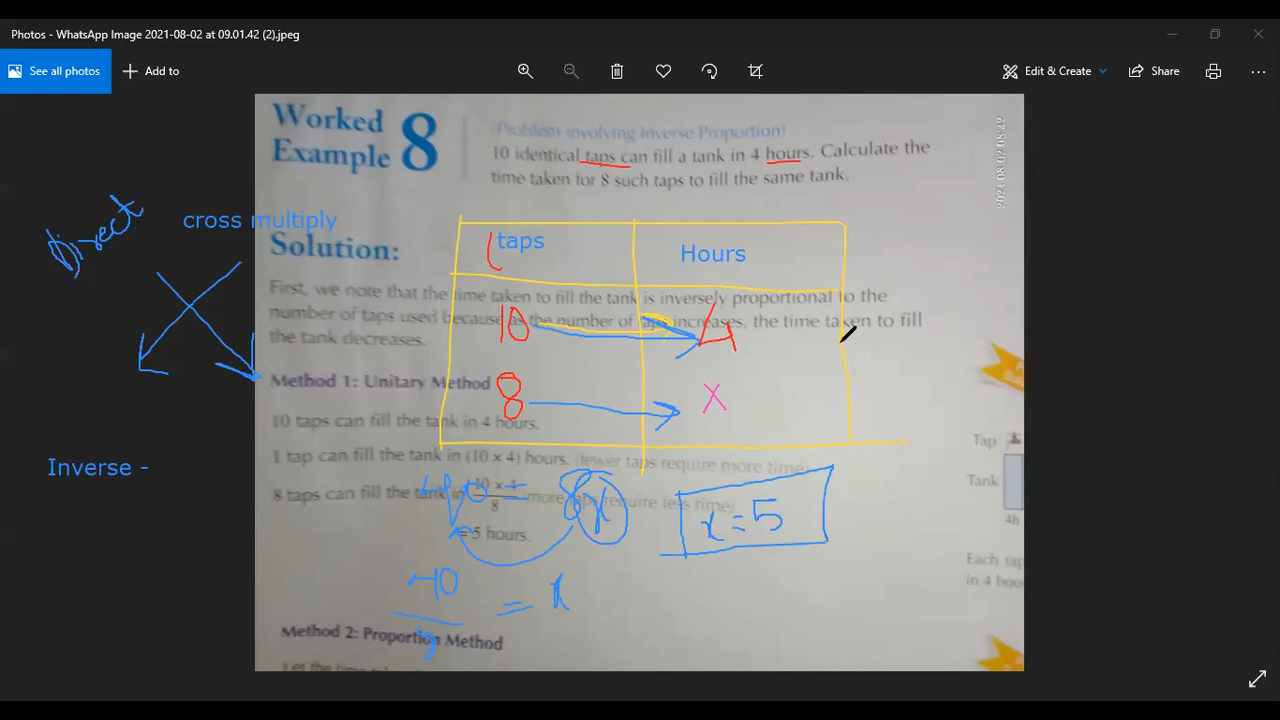 Photos - WhatsApp Image 2021-08-02 at 09.01.42 (2).jpeg
See all photos
Add to
Edit & Create
Share
Worked
Example 8
(Problem involving Inverse Proportion)
10 identical taps can fill a tank in 4 hours. Calculate the
time taken for 8 such taps to fill the same tank.
2021-08-02 08:42
Direct
cross multiply
Inverse -
Solution:
taps Hours
First, we note that the time taken to fill the tank is inversely proportional to the
number of taps used because as the number of taps increases, the time taken to fill
the tank decreases.
10 4
8 x
Method 1: Unitary Method
10 taps can fill the tank in 4 hours.
1 tap can fill the tank in (10 x 4) hours. (fewer taps require more time)
8 taps can fill the tank in 10 x 4 / 8 (more taps require less time)
= 5 hours.
40 = 8x
x = 5
40 / 8 = x
Method 2: Proportion Method
Let the time
Tap
Tank
4h
Each tap
in 4 hou